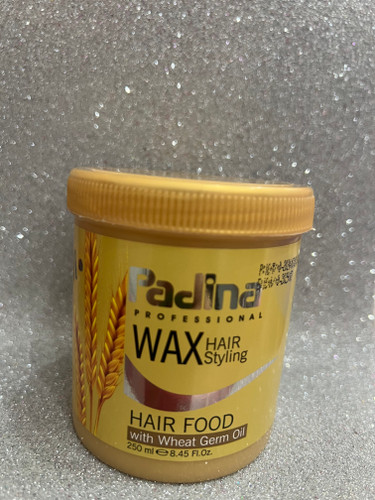 Padina
PROFESSIONAL
WAX HAIR
Styling
HAIR FOOD
with Wheat Germ Oil
250 ml ℮ 8.45 Fl.Oz.